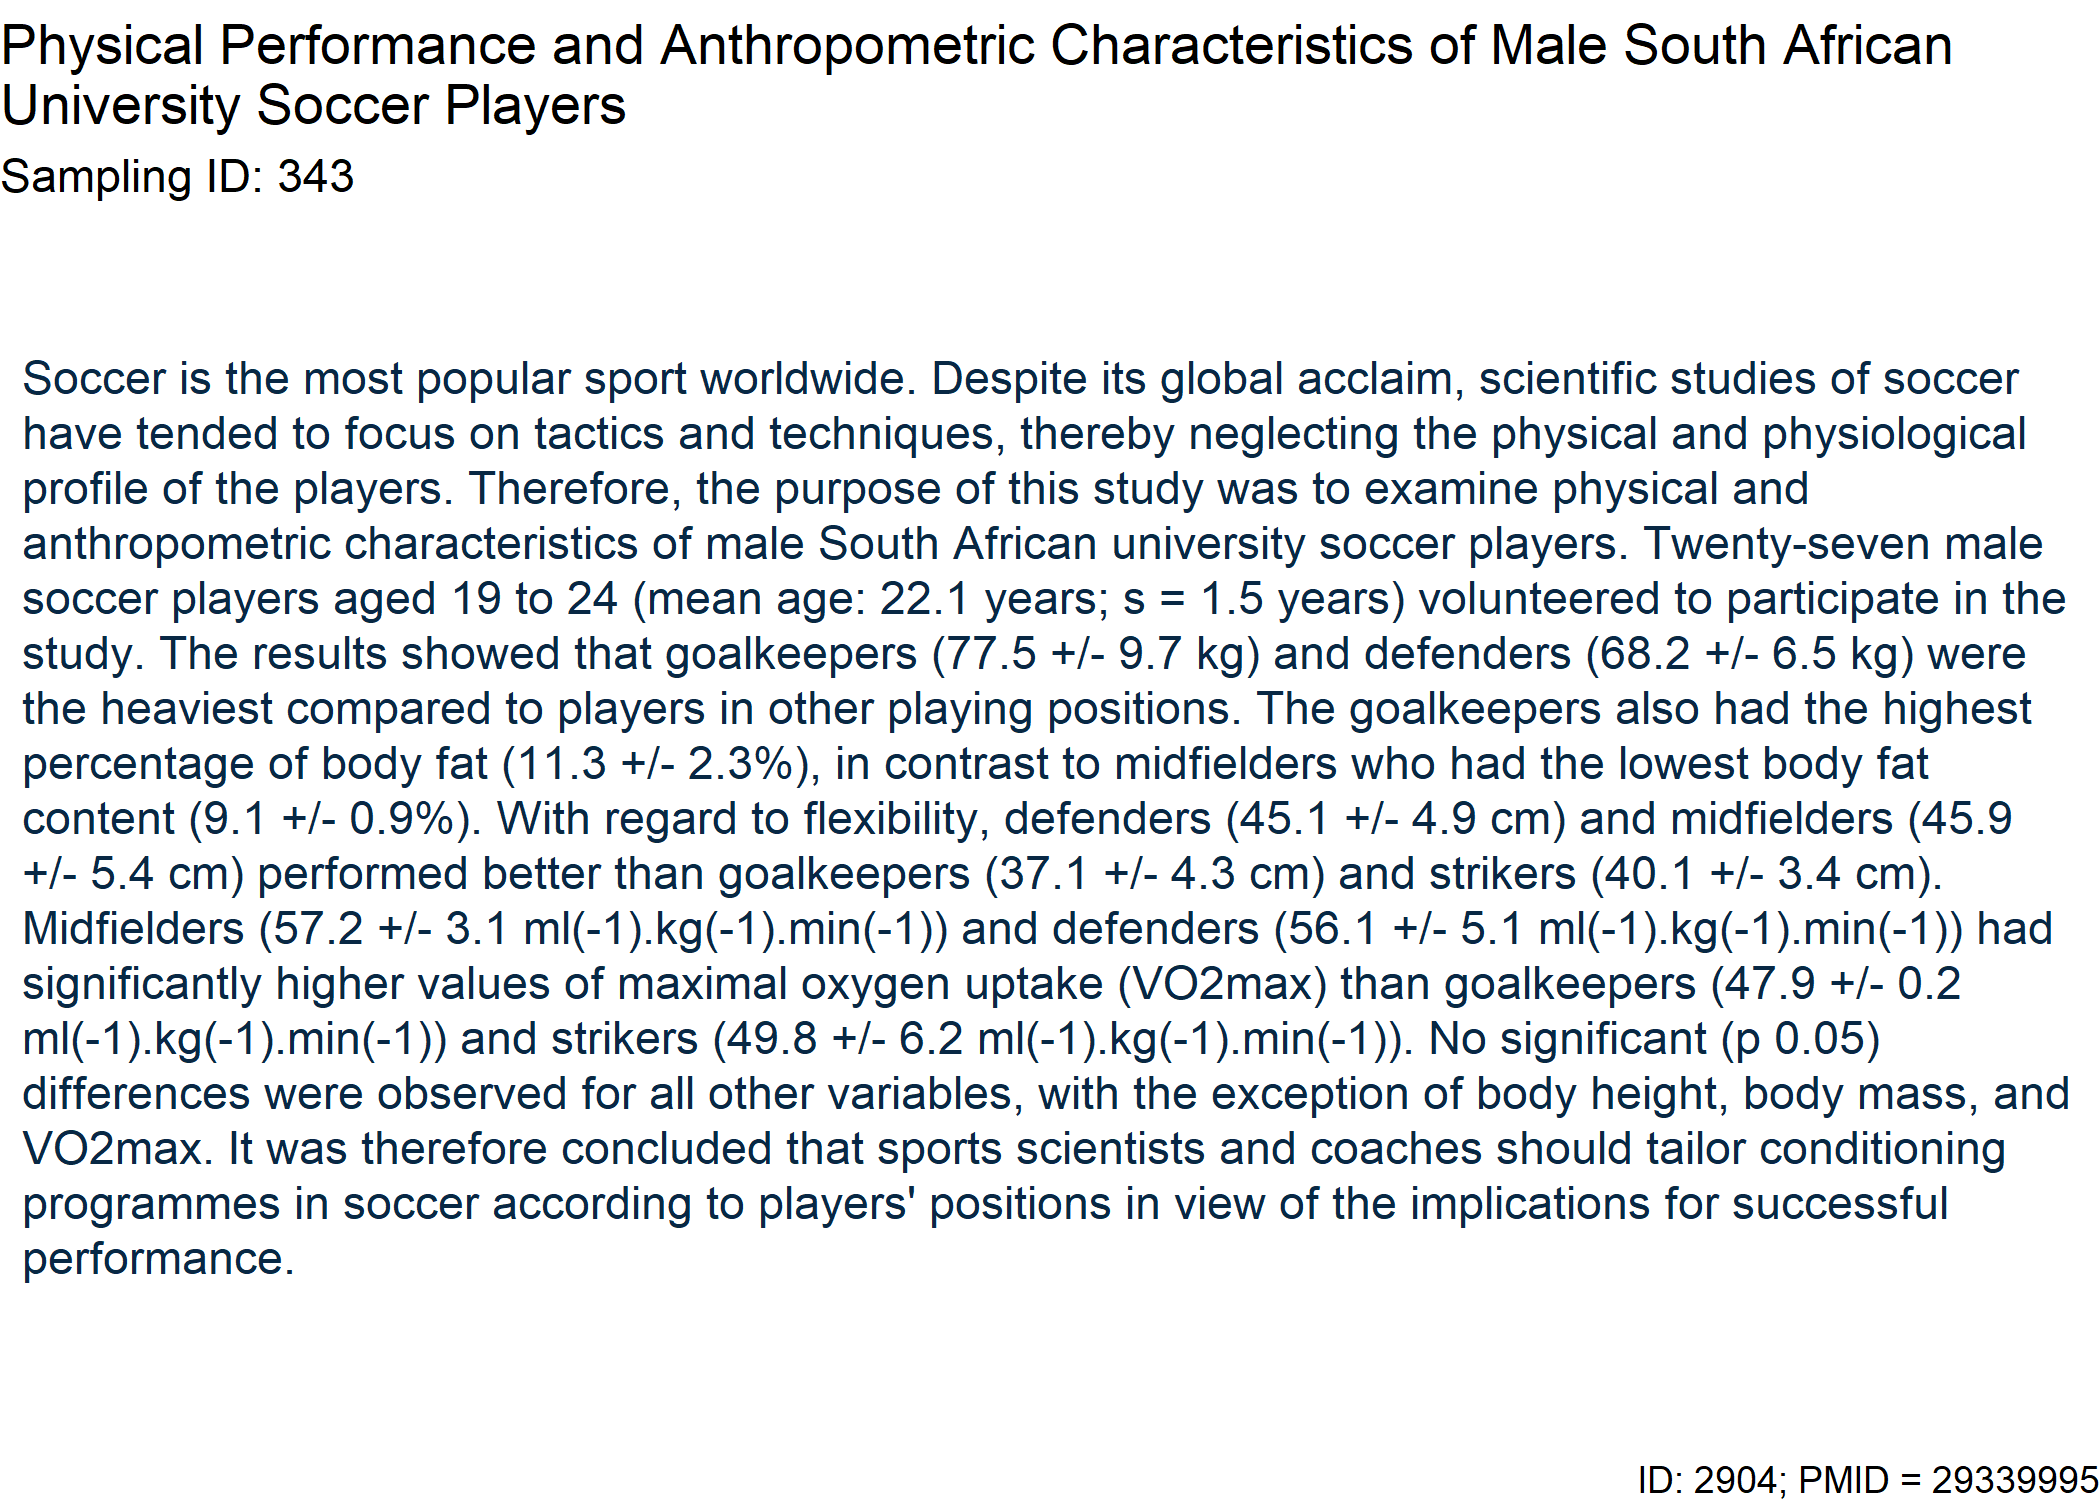 Physical Performance and Anthropometric Characteristics of Male South African
University Soccer Players
Sampling ID: 343
Soccer is the most popular sport worldwide. Despite its global acclaim, scientific studies of soccer
have tended to focus on tactics and techniques, thereby neglecting the physical and physiological
profile of the players. Therefore, the purpose of this study was to examine physical and
anthropometric characteristics of male South African university soccer players. Twenty-seven male
soccer players aged 19 to 24 (mean age: 22.1 years; s = 1.5 years) volunteered to participate in the
study. The results showed that goalkeepers (77.5 +/- 9.7 kg) and defenders (68.2 +/- 6.5 kg) were
the heaviest compared to players in other playing positions. The goalkeepers also had the highest
percentage of body fat (11.3 +/- 2.3%), in contrast to midfielders who had the lowest body fat
content (9.1 +/- 0.9%). With regard to flexibility, defenders (45.1 +/- 4.9 cm) and midfielders (45.9
+/- 5.4 cm) performed better than goalkeepers (37.1 +/- 4.3 cm) and strikers (40.1 +/- 3.4 cm).
Midfielders (57.2 +/- 3.1 ml(-1).kg(-1).min(-1)) and defenders (56.1 +/- 5.1 ml(-1).kg(-1).min(-1)) had
significantly higher values of maximal oxygen uptake (VO2max) than goalkeepers (47.9 +/- 0.2
ml(-1).kg(-1).min(-1)) and strikers (49.8 +/- 6.2 ml(-1).kg(-1).min(-1)). No significant (p 0.05)
differences were observed for all other variables, with the exception of body height, body mass, and
VO2max. It was therefore concluded that sports scientists and coaches should tailor conditioning
programmes in soccer according to players' positions in view of the implications for successful
performance.
ID: 2904; PMID = 29339995